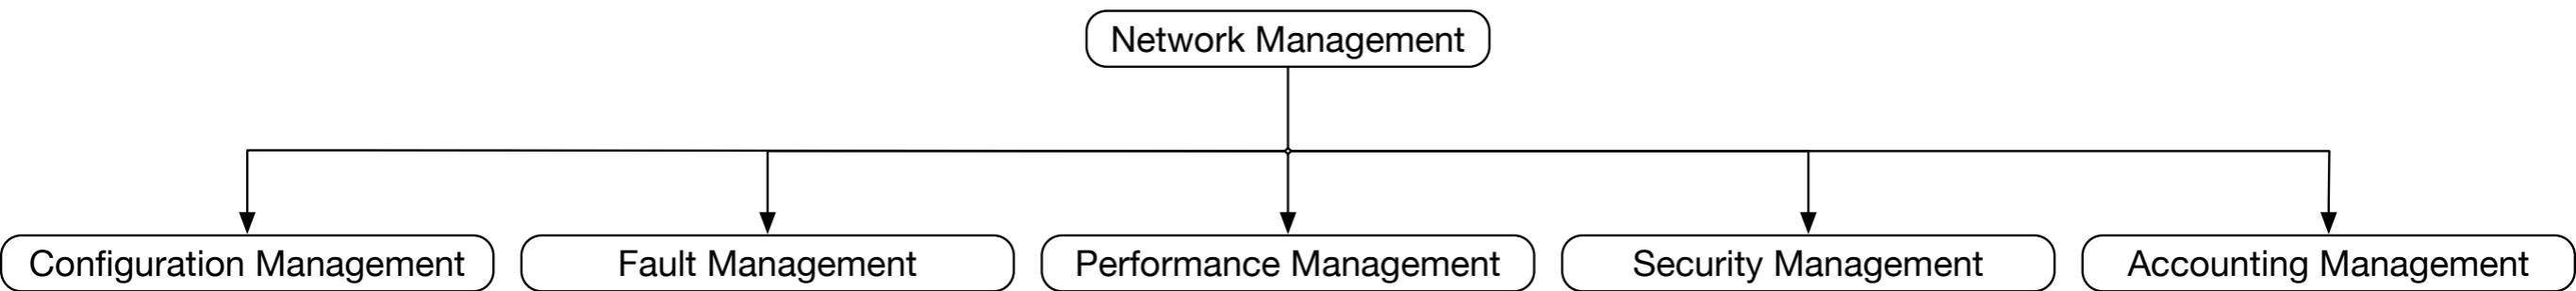 Network Management
Configuration Management
Fault Management
Performance Management
Security Management
Accounting Management